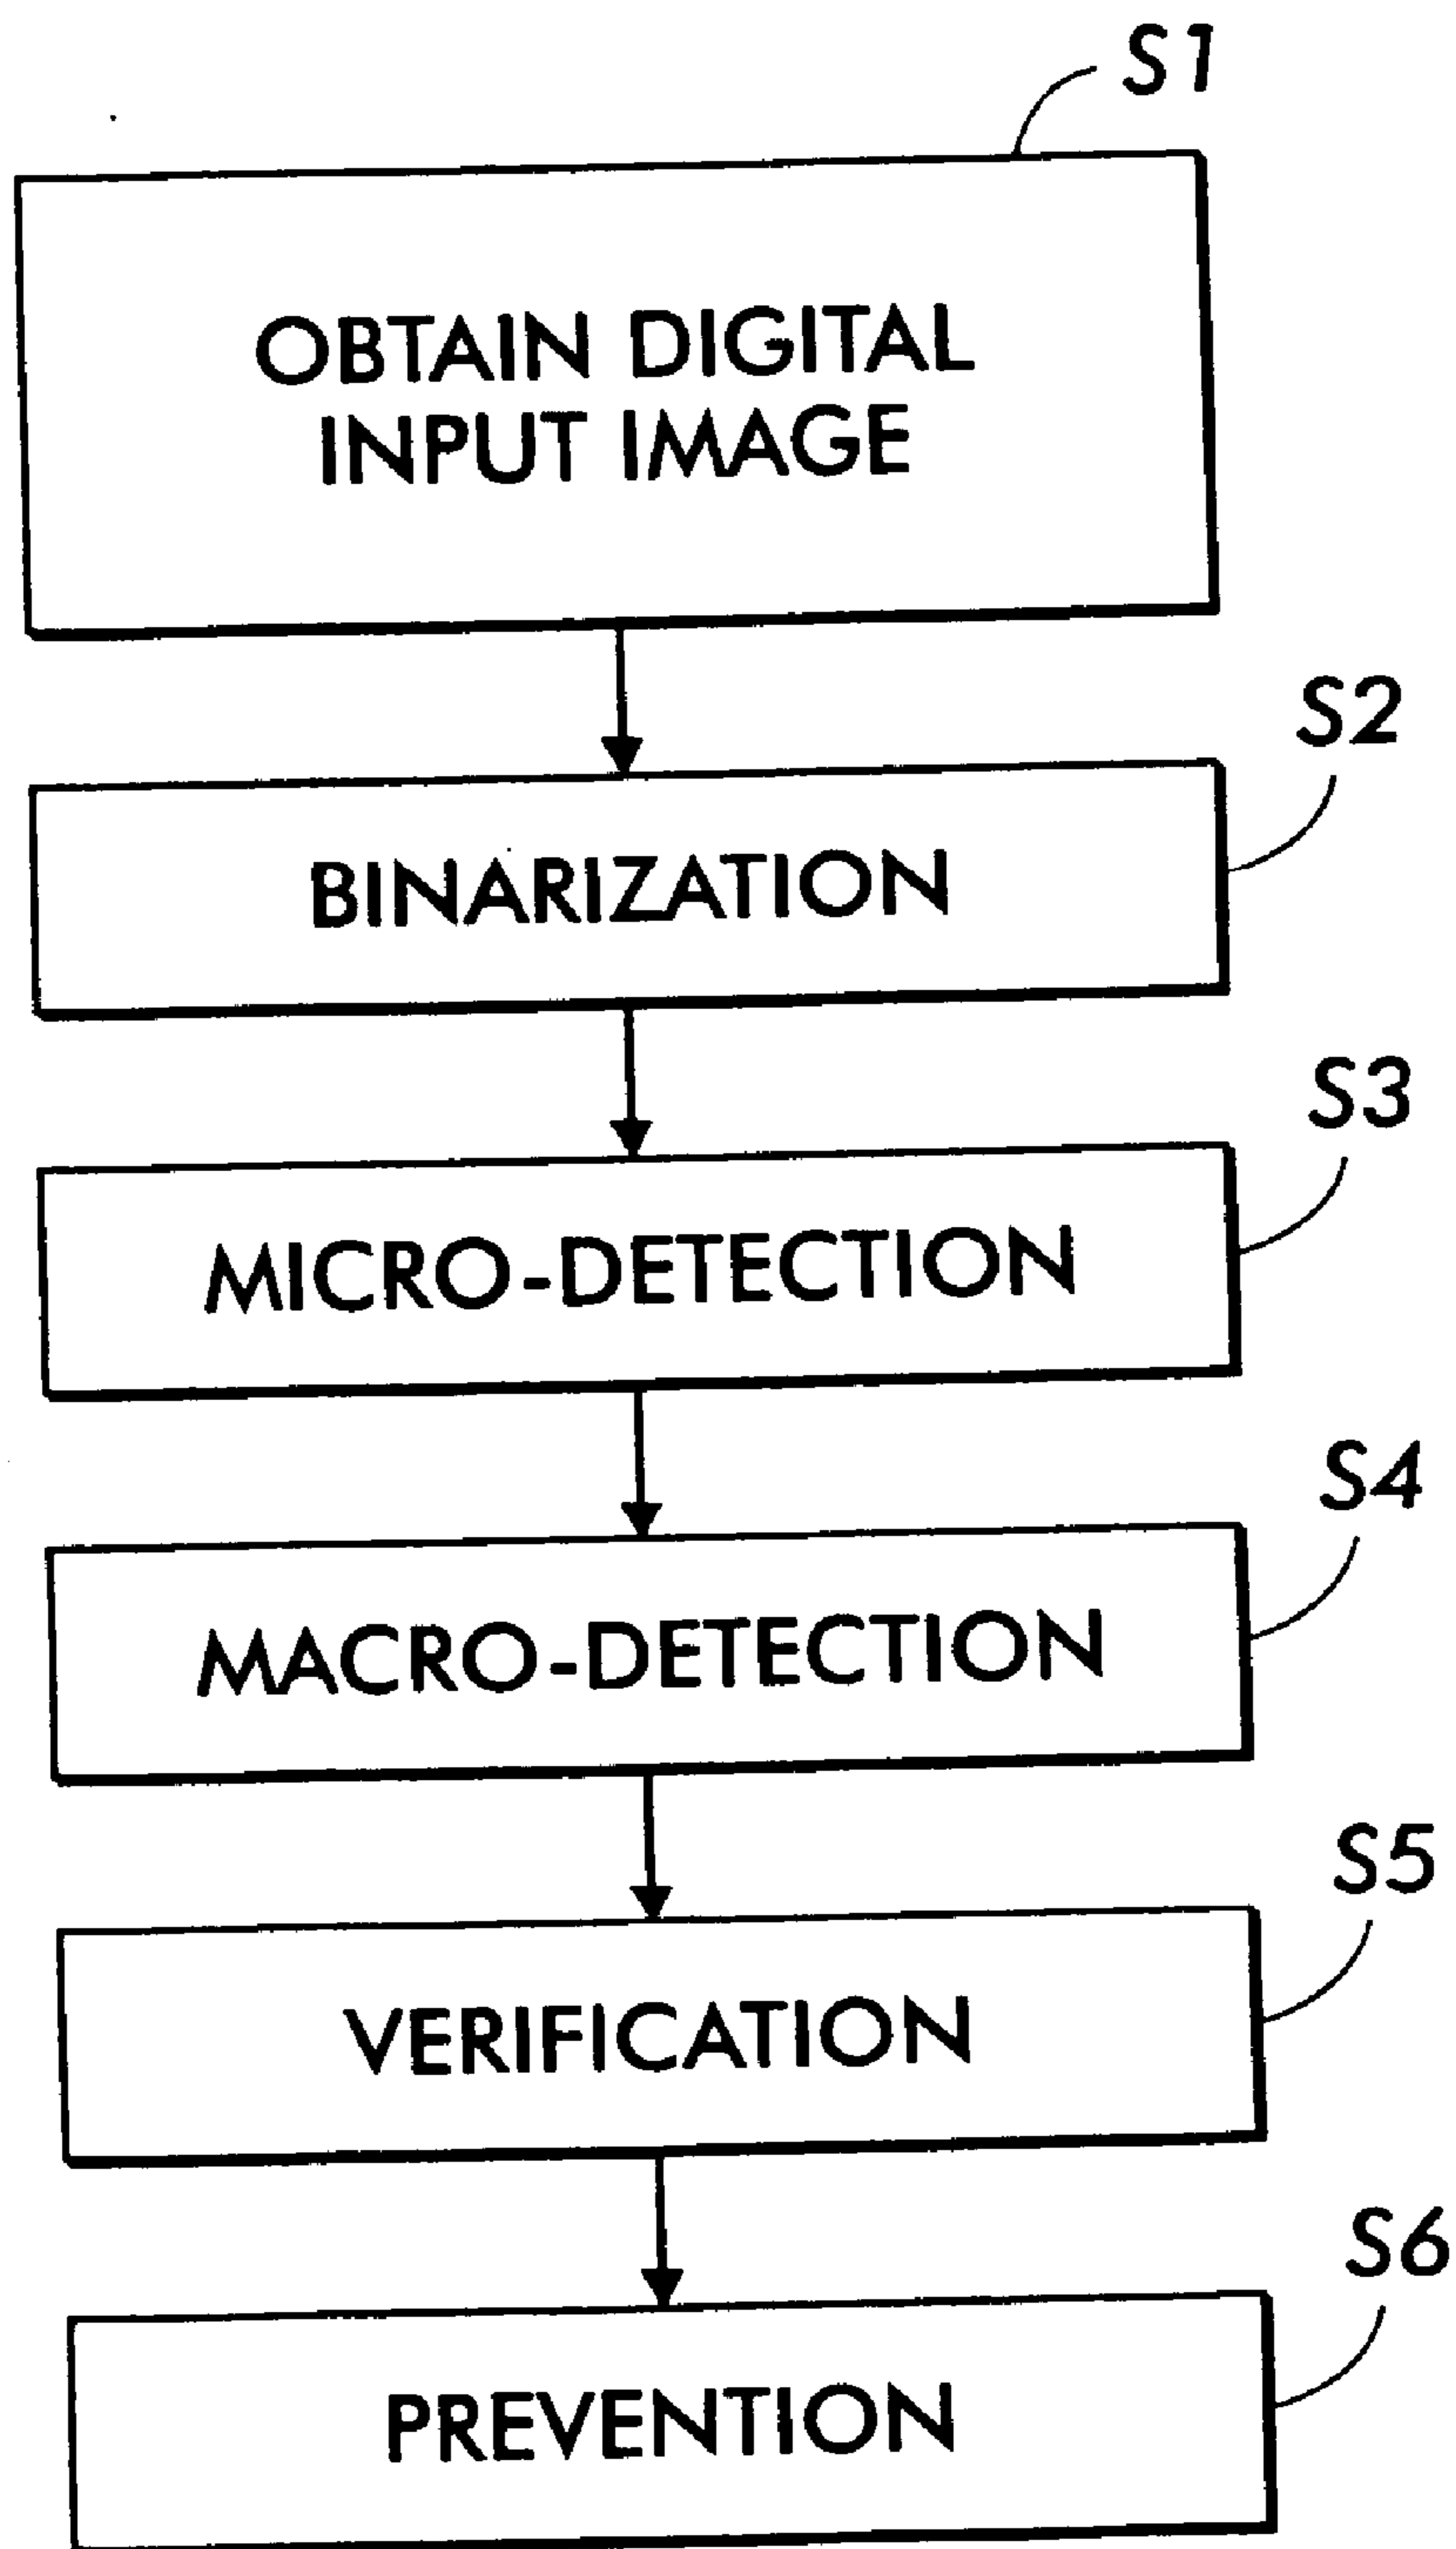 S1
OBTAIN DIGITAL
INPUT IMAGE
S2
BINARIZATION
S3
MICRO-DETECTION
S4
MACRO-DETECTION
S5
VERIFICATION
S6
PREVENTION